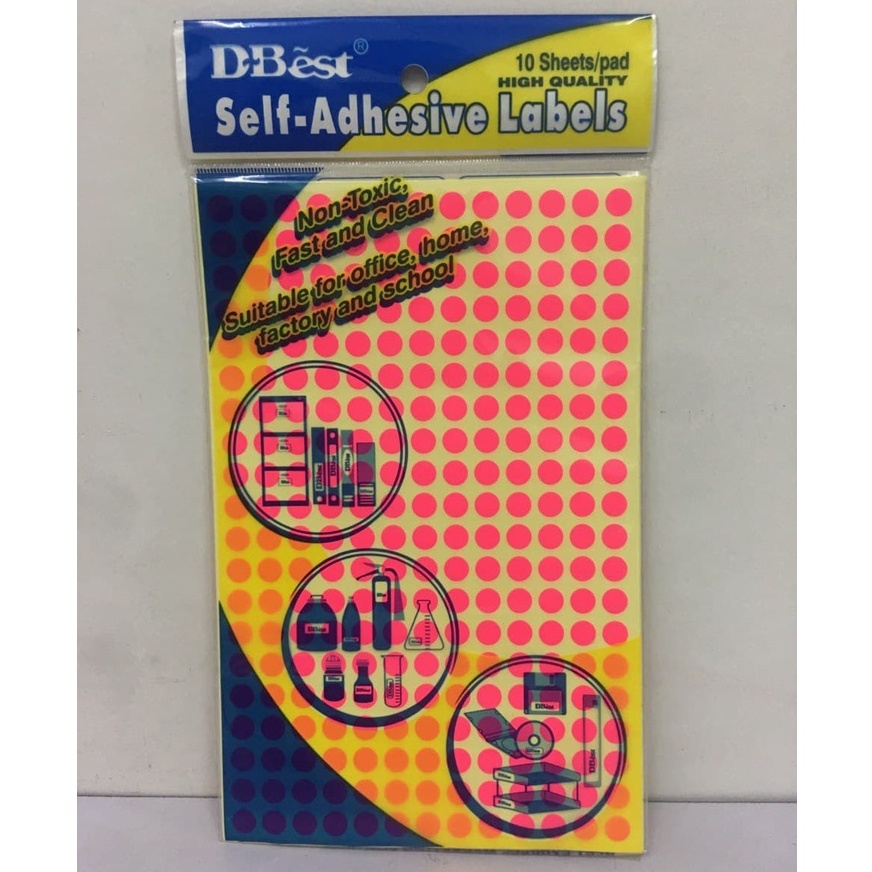 D-Bẽst®
10 Sheets/pad
HIGH QUALITY
Self-Adhesive Labels
Non-Toxic,
Fast and Clean
Suitable for office, home,
factory and school